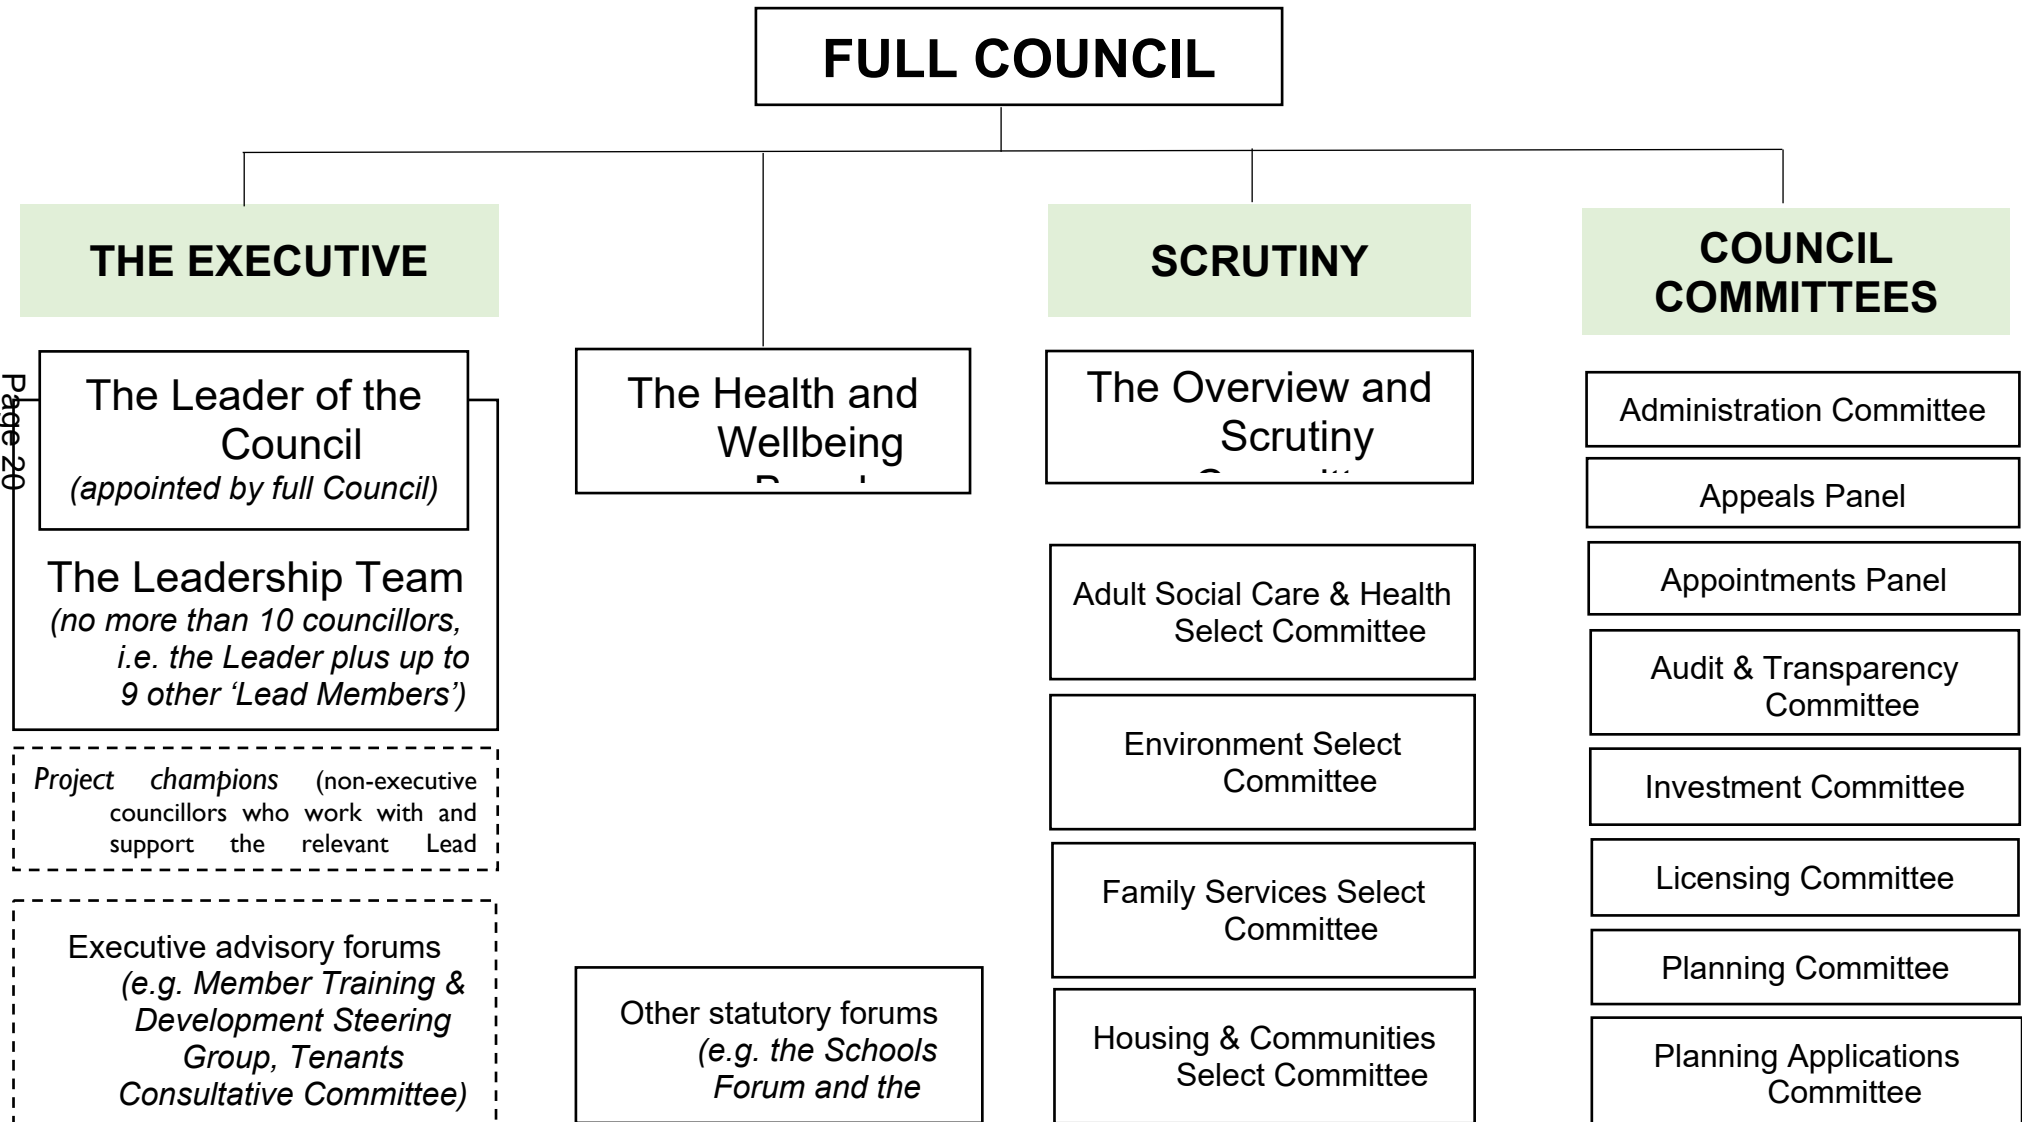 FULL COUNCIL
THE EXECUTIVE
SCRUTINY
COUNCIL
COMMITTEES
Page 20
The Leader of the
Council
(appointed by full Council)
The Leadership Team
(no more than 10 councillors,
i.e. the Leader plus up to
9 other ‘Lead Members’)
Project champions (non-executive
councillors who work with and
support the relevant Lead
Executive advisory forums
(e.g. Member Training &
Development Steering
Group, Tenants
Consultative Committee)
The Health and
Wellbeing
Other statutory forums
(e.g. the Schools
Forum and the
The Overview and
Scrutiny
Adult Social Care & Health
Select Committee
Environment Select
Committee
Family Services Select
Committee
Housing & Communities
Select Committee
Administration Committee
Appeals Panel
Appointments Panel
Audit & Transparency
Committee
Investment Committee
Licensing Committee
Planning Committee
Planning Applications
Committee